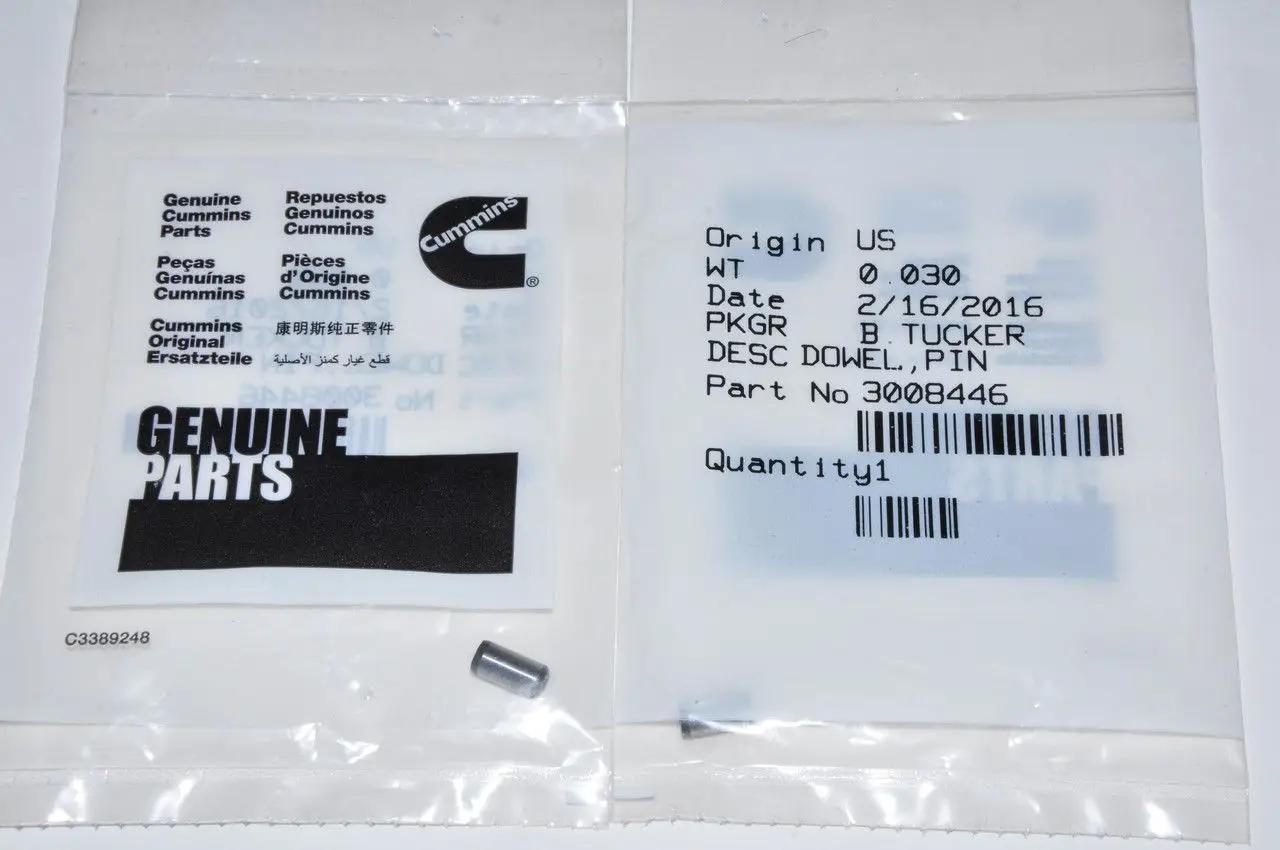 Genuine
Cummins
Parts
Repuestos
Genuinos
Cummins
Cummins
®
Peças
Genuínas
Cummins
Pièces
d'Origine
Cummins
Cummins
Original
Ersatzteile
康明斯纯正零件
قطع غيار كمنز الأصلية
GENUINE
PARTS
C3389248
Origin US
WT 0.030
Date 2/16/2016
PKGR B.TUCKER
DESC DOWEL,PIN
Part No 3008446
Quantity1